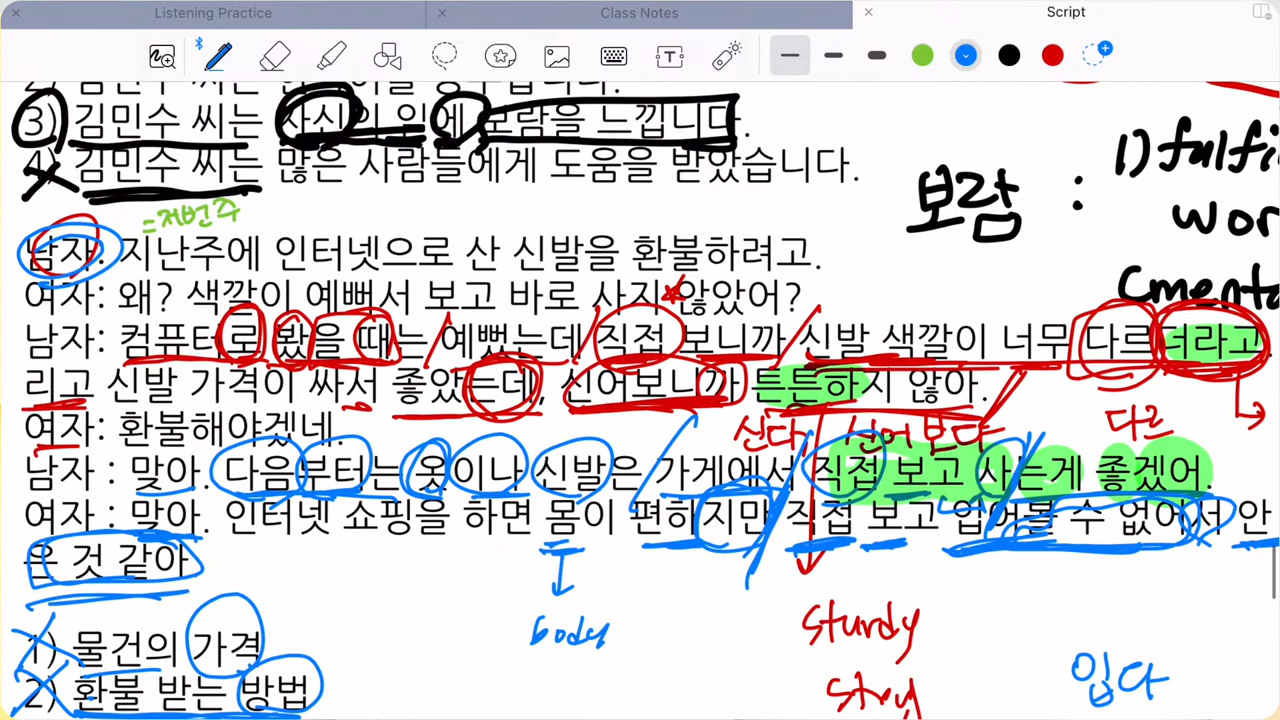 Listening Practice
Class Notes
Script
3) 김민수 씨는 자신의 일에 보람을 느낍니다.
4) 김민수 씨는 많은 사람들에게 도움을 받았습니다.
1) fulfi
보람 :
wor
=저번주
cmenta
남자: 지난주에 인터넷으로 산 신발을 환불하려고.
여자: 왜? 색깔이 예뻐서 보고 바로 사지 않았어?
남자: 컴퓨터로 봤을 때는 예뻤는데 직접 보니까 신발 색깔이 너무 다르더라고.
리고 신발 가격이 싸서 좋았는데, 신어보니까 튼튼하지 않아.
신다
신어 보다
다르
여자: 환불해야겠네.
남자 : 맞아. 다음부터는 옷이나 신발은 가게에서 직접 보고 사는게 좋겠어.
여자: 맞아. 인터넷 쇼핑을 하면 몸이 편하지만 직접 보고 입어볼 수 없어서 안
은 것 같아
body
sturdy
입다
1) 물건의 가격
2) 환불 받는 방법